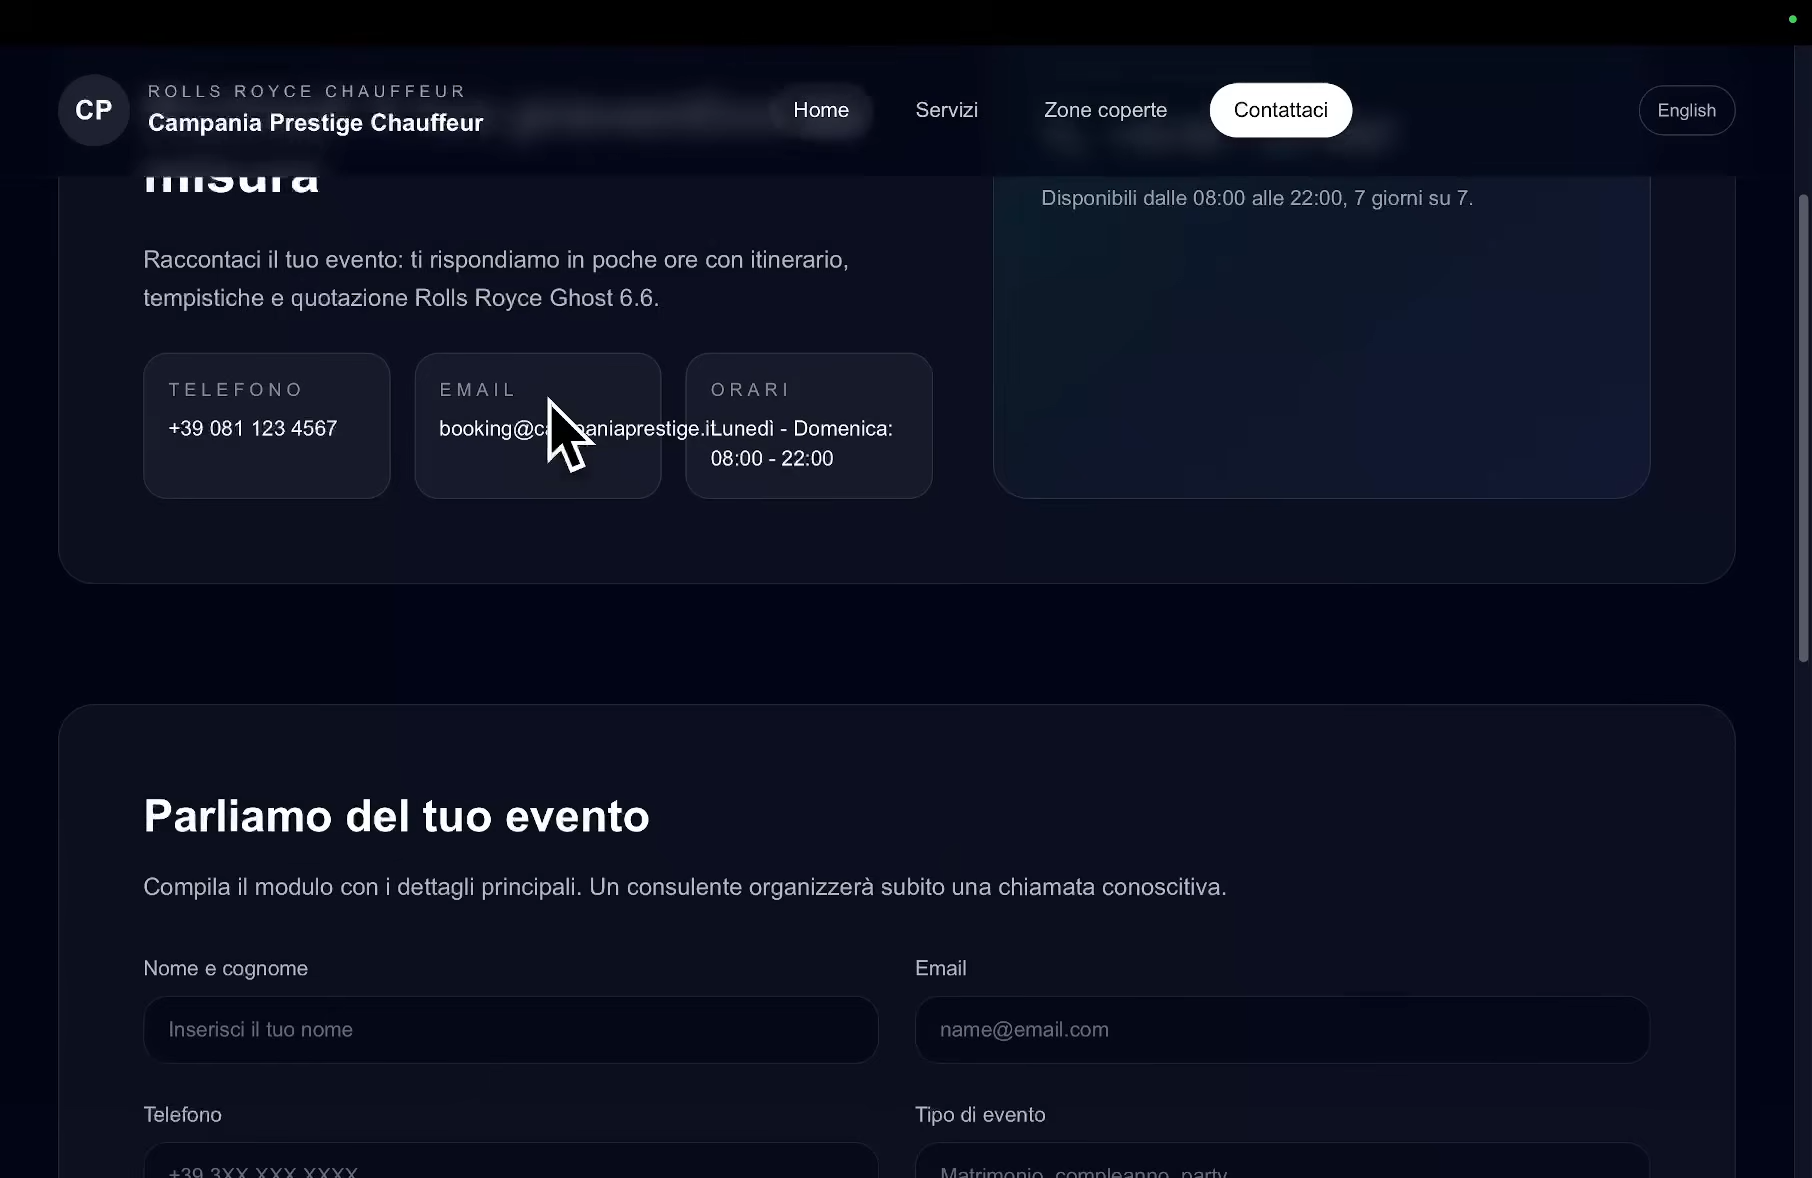 CP
ROLLS ROYCE CHAUFFEUR
Campania Prestige Chauffeur
Home
Servizi
Zone coperte
Contattaci
English
misura
Raccontaci il tuo evento: ti rispondiamo in poche ore con itinerario,
tempistiche e quotazione Rolls Royce Ghost 6.6.
TELEFONO
+39 081 123 4567
EMAIL
booking@campaniaprestige.it
ORARI
Lunedì - Domenica:
08:00 - 22:00
Disponibili dalle 08:00 alle 22:00, 7 giorni su 7.
Parliamo del tuo evento
Compila il modulo con i dettagli principali. Un consulente organizzerà subito una chiamata conoscitiva.
Nome e cognome
Inserisci il tuo nome
Email
name@email.com
Telefono
+39 3XX XXX XXXX
Tipo di evento
Matrimonio, compleanno, party